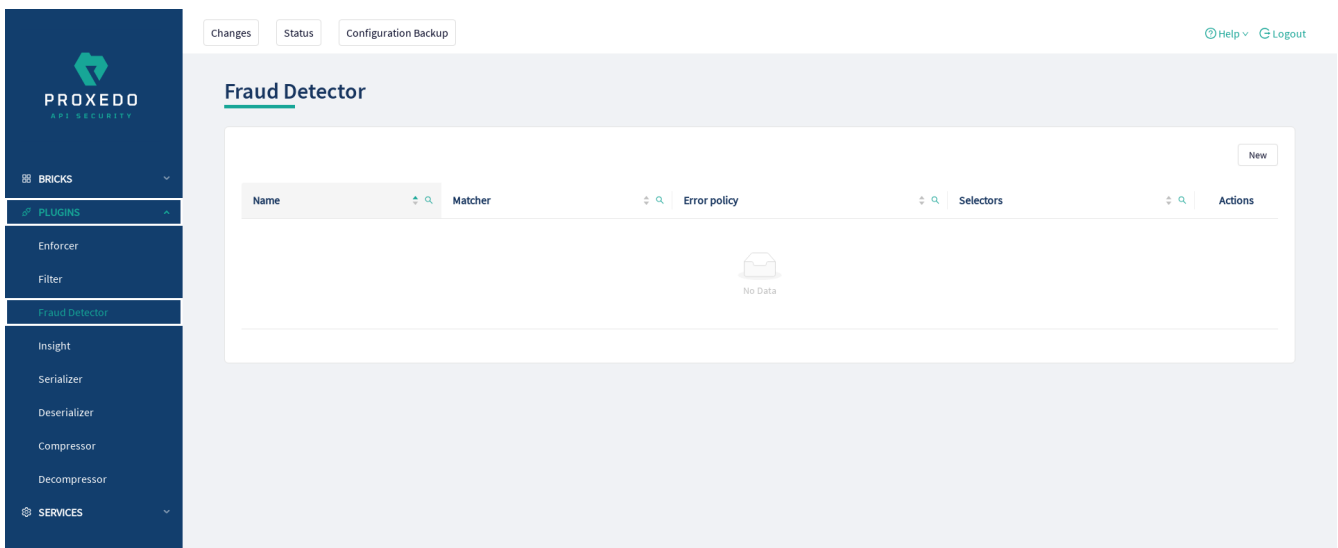 PROXEDO
API SECURITY
BRICKS
PLUGINS
Enforcer
Filter
Fraud Detector
Insight
Serializer
Deserializer
Compressor
Decompressor
SERVICES
Changes Status Configuration Backup Help Logout
Fraud Detector
New
Name Matcher Error policy Selectors Actions
No Data